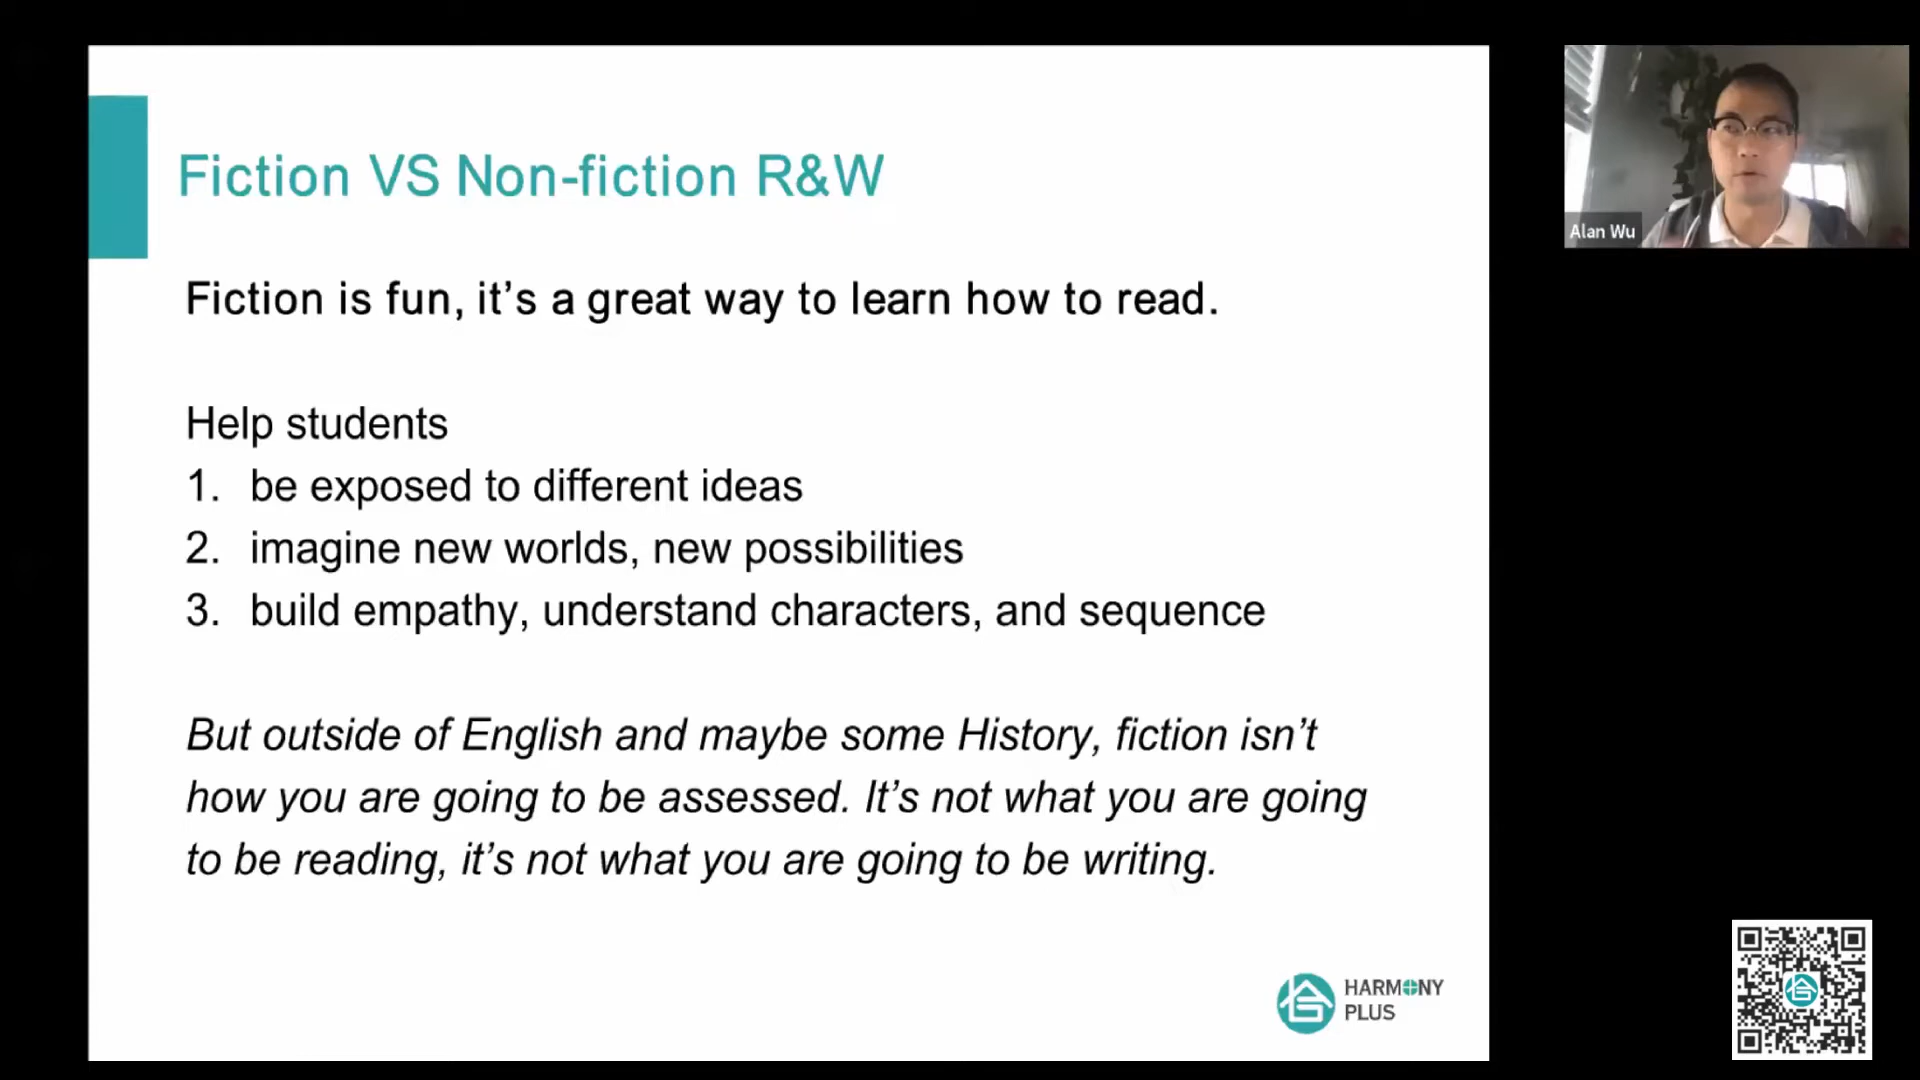 Fiction VS Non-fiction R&W
Fiction is fun, it’s a great way to learn how to read.
Help students
1. be exposed to different ideas
2. imagine new worlds, new possibilities
3. build empathy, understand characters, and sequence
But outside of English and maybe some History, fiction isn’t
how you are going to be assessed. It’s not what you are going
to be reading, it’s not what you are going to be writing.
HARMONY
PLUS
Alan Wu